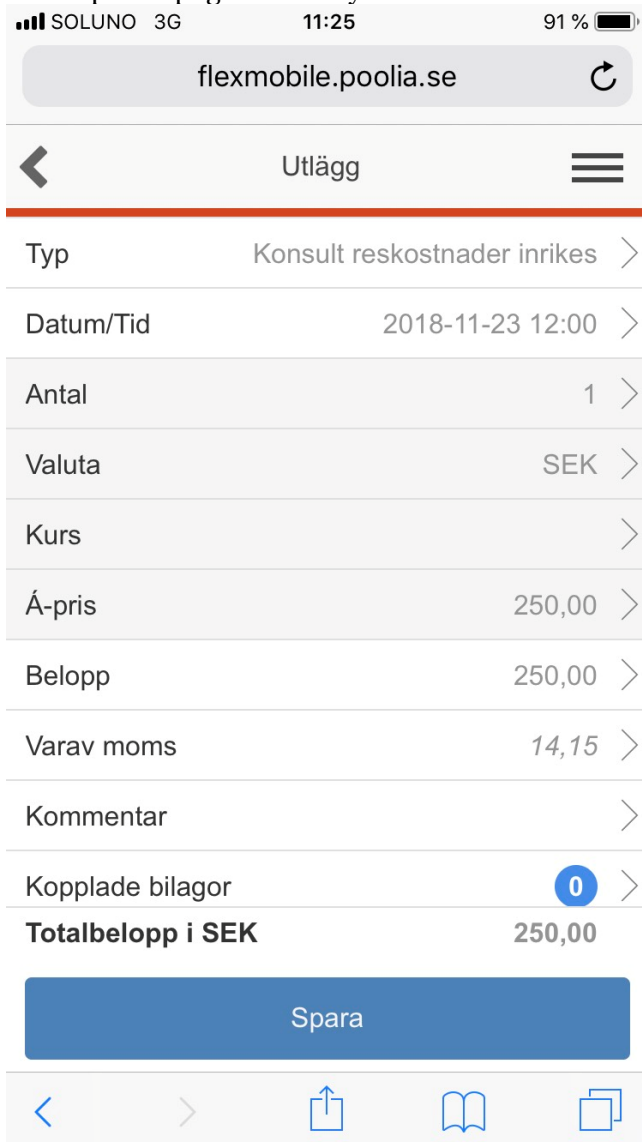 SOLUNO 3G 11:25 91 %
flexmobile.poolia.se
Utlägg
Typ Konsult reskostnader inrikes
Datum/Tid 2018-11-23 12:00
Antal 1
Valuta SEK
Kurs
Á-pris 250,00
Belopp 250,00
Varav moms 14,15
Kommentar
Kopplade bilagor 0
Totalbelopp i SEK 250,00
Spara